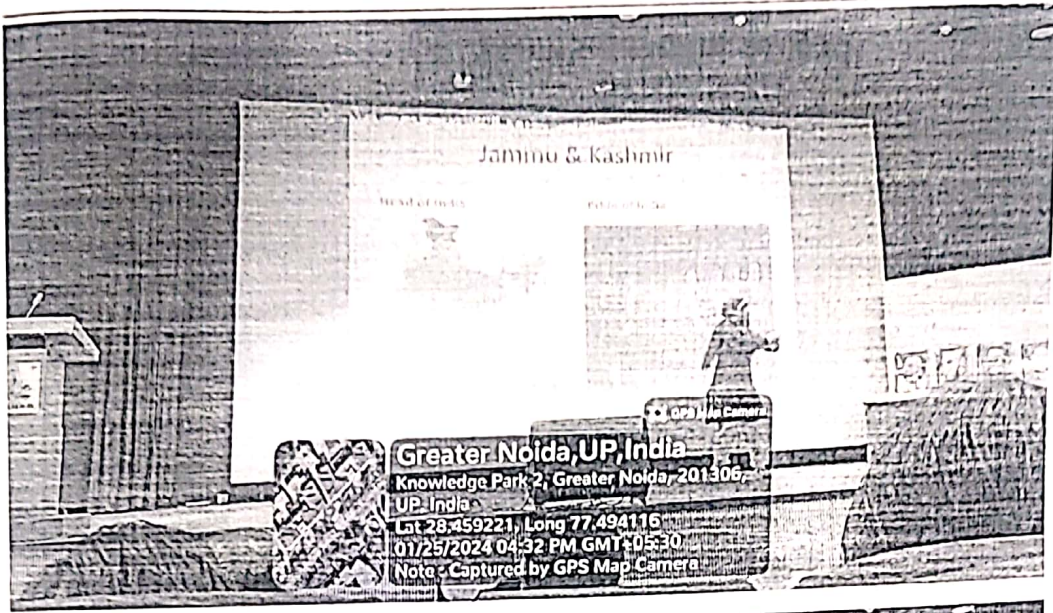 Jammu & Kashmir
GPS Map Camera
Greater Noida,UP,India
Knowledge Park 2, Greater Noida, 201306,
UP, India
Lat 28.459221, Long 77.494116
01/25/2024 04:32 PM GMT+05:30
Note : Captured by GPS Map Camera